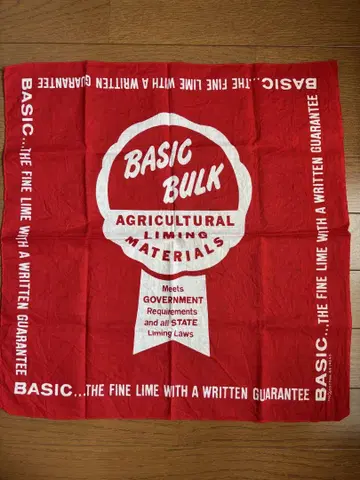 BASIC...THE FINE LIME WITH A WRITTEN GUARANTEE
BASIC...THE FINE LIME WITH A WRITTEN GUARANTEE
BASIC...THE FINE LIME WITH A WRITTEN GUARANTEE
BASIC
BULK
AGRICULTURAL
LIMING
MATERIALS
Meets
GOVERNMENT
Requirements
and all STATE
Liming Laws
BASIC...THE FINE LIME WITH A WRITTEN GUARANTEE